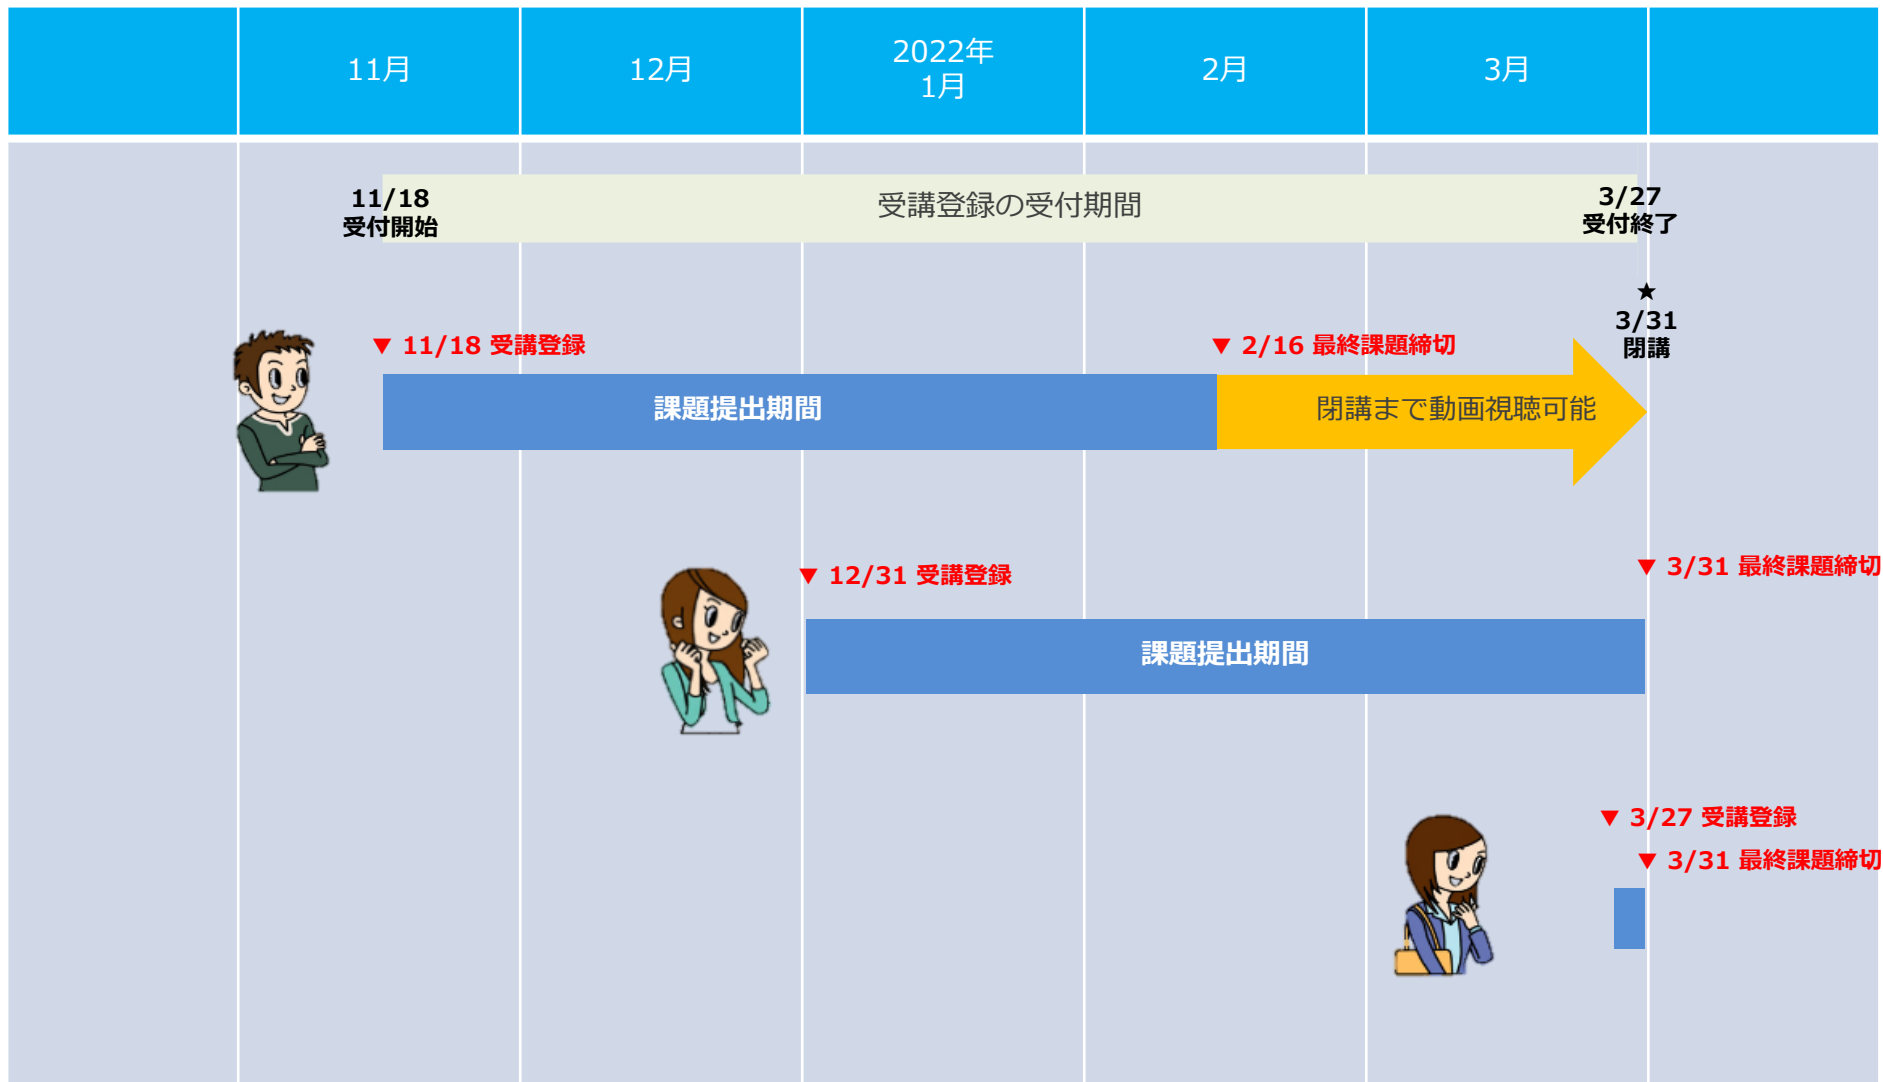 11月
12月
2022年
1月
2月
3月
11/18
受付開始
受講登録の受付期間
3/27
受付終了
★
3/31
閉講
▼ 11/18 受講登録
▼ 2/16 最終課題締切
課題提出期間
閉講まで動画視聴可能
▼ 12/31 受講登録
▼ 3/31 最終課題締切
課題提出期間
▼ 3/27 受講登録
▼ 3/31 最終課題締切